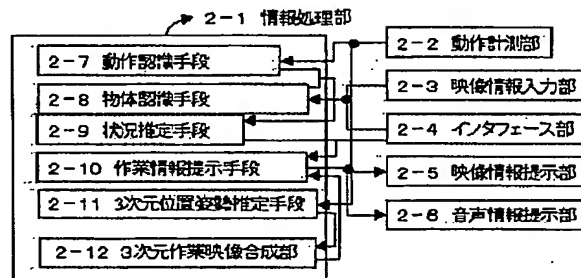 2-1 情報処理部
2-7 動作認識手段
2-8 物体認識手段
2-9 状況推定手段
2-10 作業情報提示手段
2-11 3次元位置姿勢推定手段
2-12 3次元作業映像合成部
2-2 動作計測部
2-3 映像情報入力部
2-4 インタフェース部
2-5 映像情報提示部
2-6 音声情報提示部